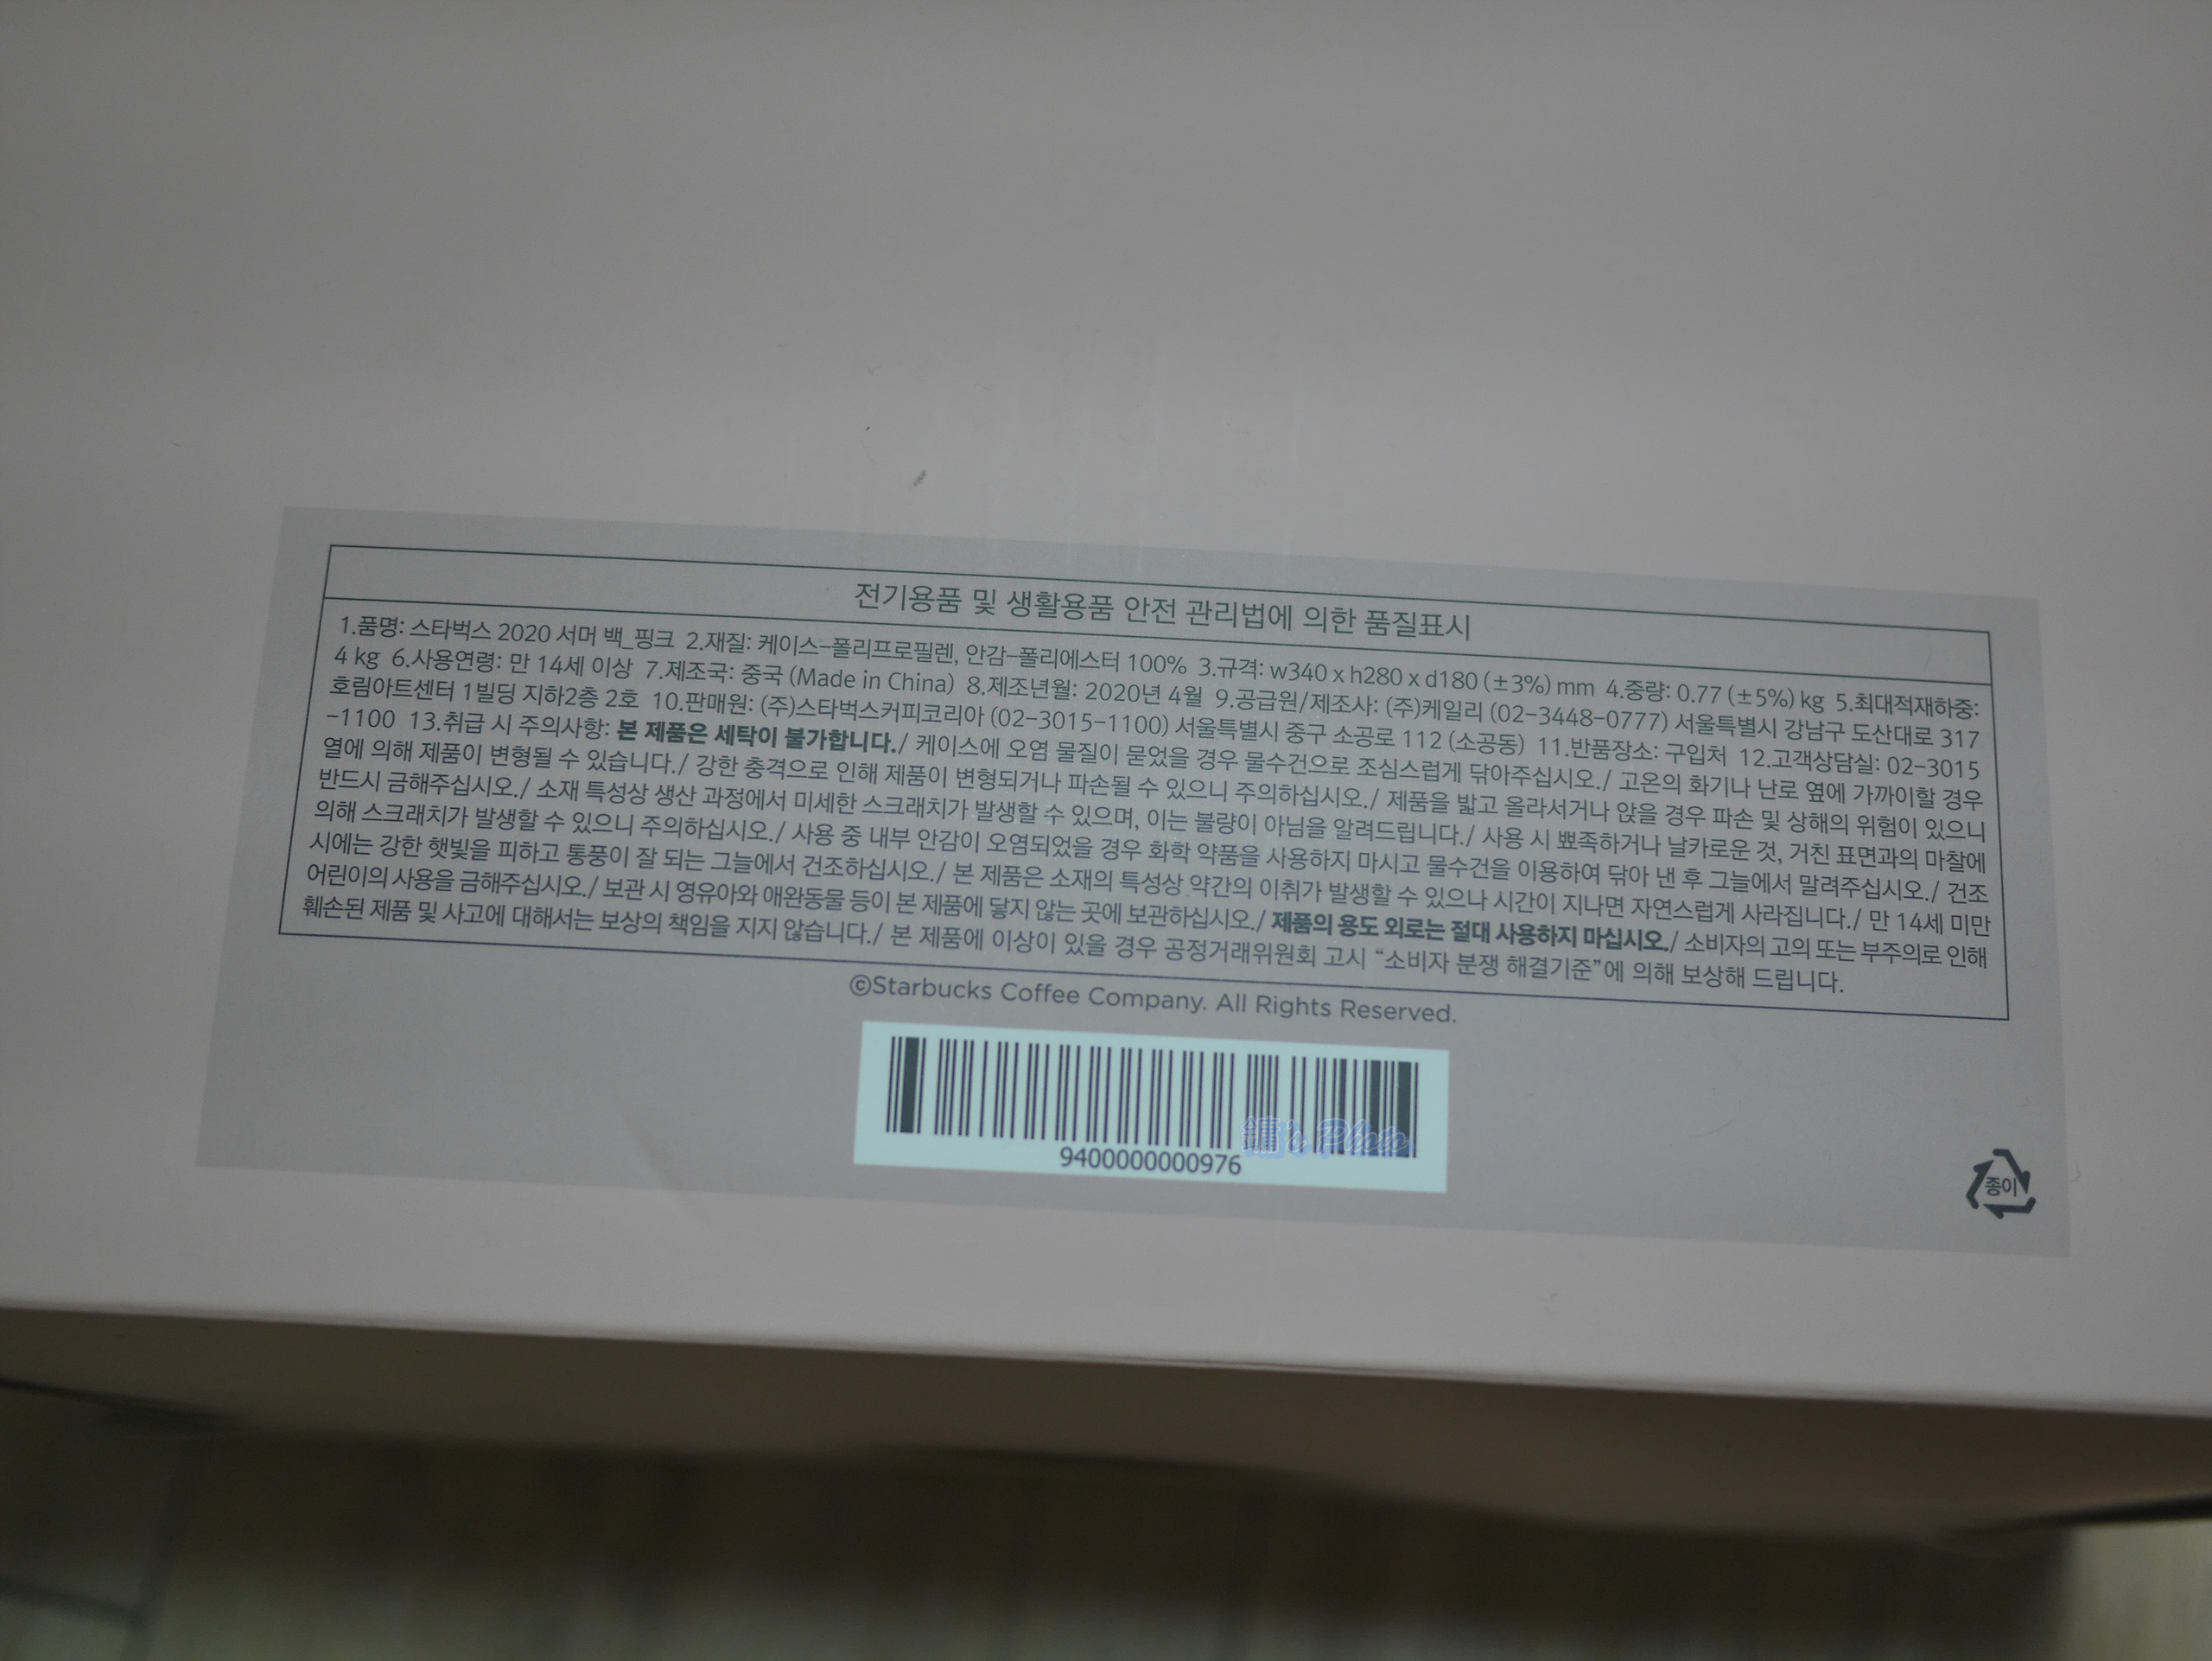 전기용품 및 생활용품 안전 관리법에 의한 품질표시
1.품명: 스타벅스 2020 서머 백_핑크 2.재질: 케이스-폴리프로필렌, 안감-폴리에스터 100% 3.규격: w340 x h280 x d180 (±3%) mm 4.중량: 0.77 (±5%) kg 5.최대적재하중:
4 kg 6.사용연령: 만 14세 이상 7.제조국: 중국 (Made in China) 8.제조년월: 2020년 4월 9.공급원/제조사: (주)케일리 (02-3448-0777) 서울특별시 강남구 도산대로 317
호림아트센터 1빌딩 지하2층 2호 10.판매원: (주)스타벅스커피코리아 (02-3015-1100) 서울특별시 중구 소공로 112 (소공동) 11.반품장소: 구입처 12.고객상담실: 02-3015
-1100 13.취급 시 주의사항: 본 제품은 세탁이 불가합니다./ 케이스에 오염 물질이 묻었을 경우 물수건으로 조심스럽게 닦아주십시오./ 고온의 화기나 난로 옆에 가까이할 경우
열에 의해 제품이 변형될 수 있습니다./ 강한 충격으로 인해 제품이 변형되거나 파손될 수 있으니 주의하십시오./ 제품을 밟고 올라서거나 앉을 경우 파손 및 상해의 위험이 있으니
반드시 금해주십시오./ 소재 특성상 생산 과정에서 미세한 스크래치가 발생할 수 있으며, 이는 불량이 아님을 알려드립니다./ 사용 시 뾰족하거나 날카로운 것, 거친 표면과의 마찰에
의해 스크래치가 발생할 수 있으니 주의하십시오./ 사용 중 내부 안감이 오염되었을 경우 화학 약품을 사용하지 마시고 물수건을 이용하여 닦아 낸 후 그늘에서 말려주십시오./ 건조
시에는 강한 햇빛을 피하고 통풍이 잘 되는 그늘에서 건조하십시오./ 본 제품은 소재의 특성상 약간의 이취가 발생할 수 있으나 시간이 지나면 자연스럽게 사라집니다./ 만 14세 미만
어린이의 사용을 금해주십시오./ 보관 시 영유아와 애완동물 등이 본 제품에 닿지 않는 곳에 보관하십시오./ 제품의 용도 외로는 절대 사용하지 마십시오./ 소비자의 고의 또는 부주의로 인해
훼손된 제품 및 사고에 대해서는 보상의 책임을 지지 않습니다./ 본 제품에 이상이 있을 경우 공정거래위원회 고시 “소비자 분쟁 해결기준”에 의해 보상해 드립니다.
©Starbucks Coffee Company. All Rights Reserved.
9400000000976
종이